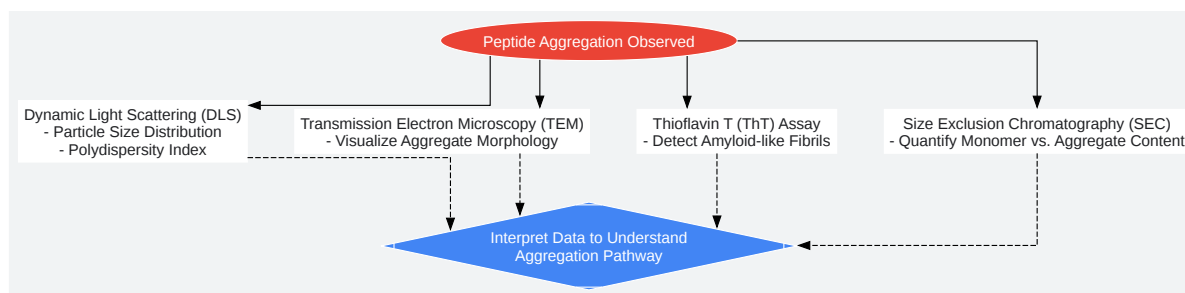 Peptide Aggregation Observed
Dynamic Light Scattering (DLS)
- Particle Size Distribution
- Polydispersity Index
Transmission Electron Microscopy (TEM)
- Visualize Aggregate Morphology
Thioflavin T (ThT) Assay
- Detect Amyloid-like Fibrils
Size Exclusion Chromatography (SEC)
- Quantify Monomer vs. Aggregate Content
Interpret Data to Understand
Aggregation Pathway